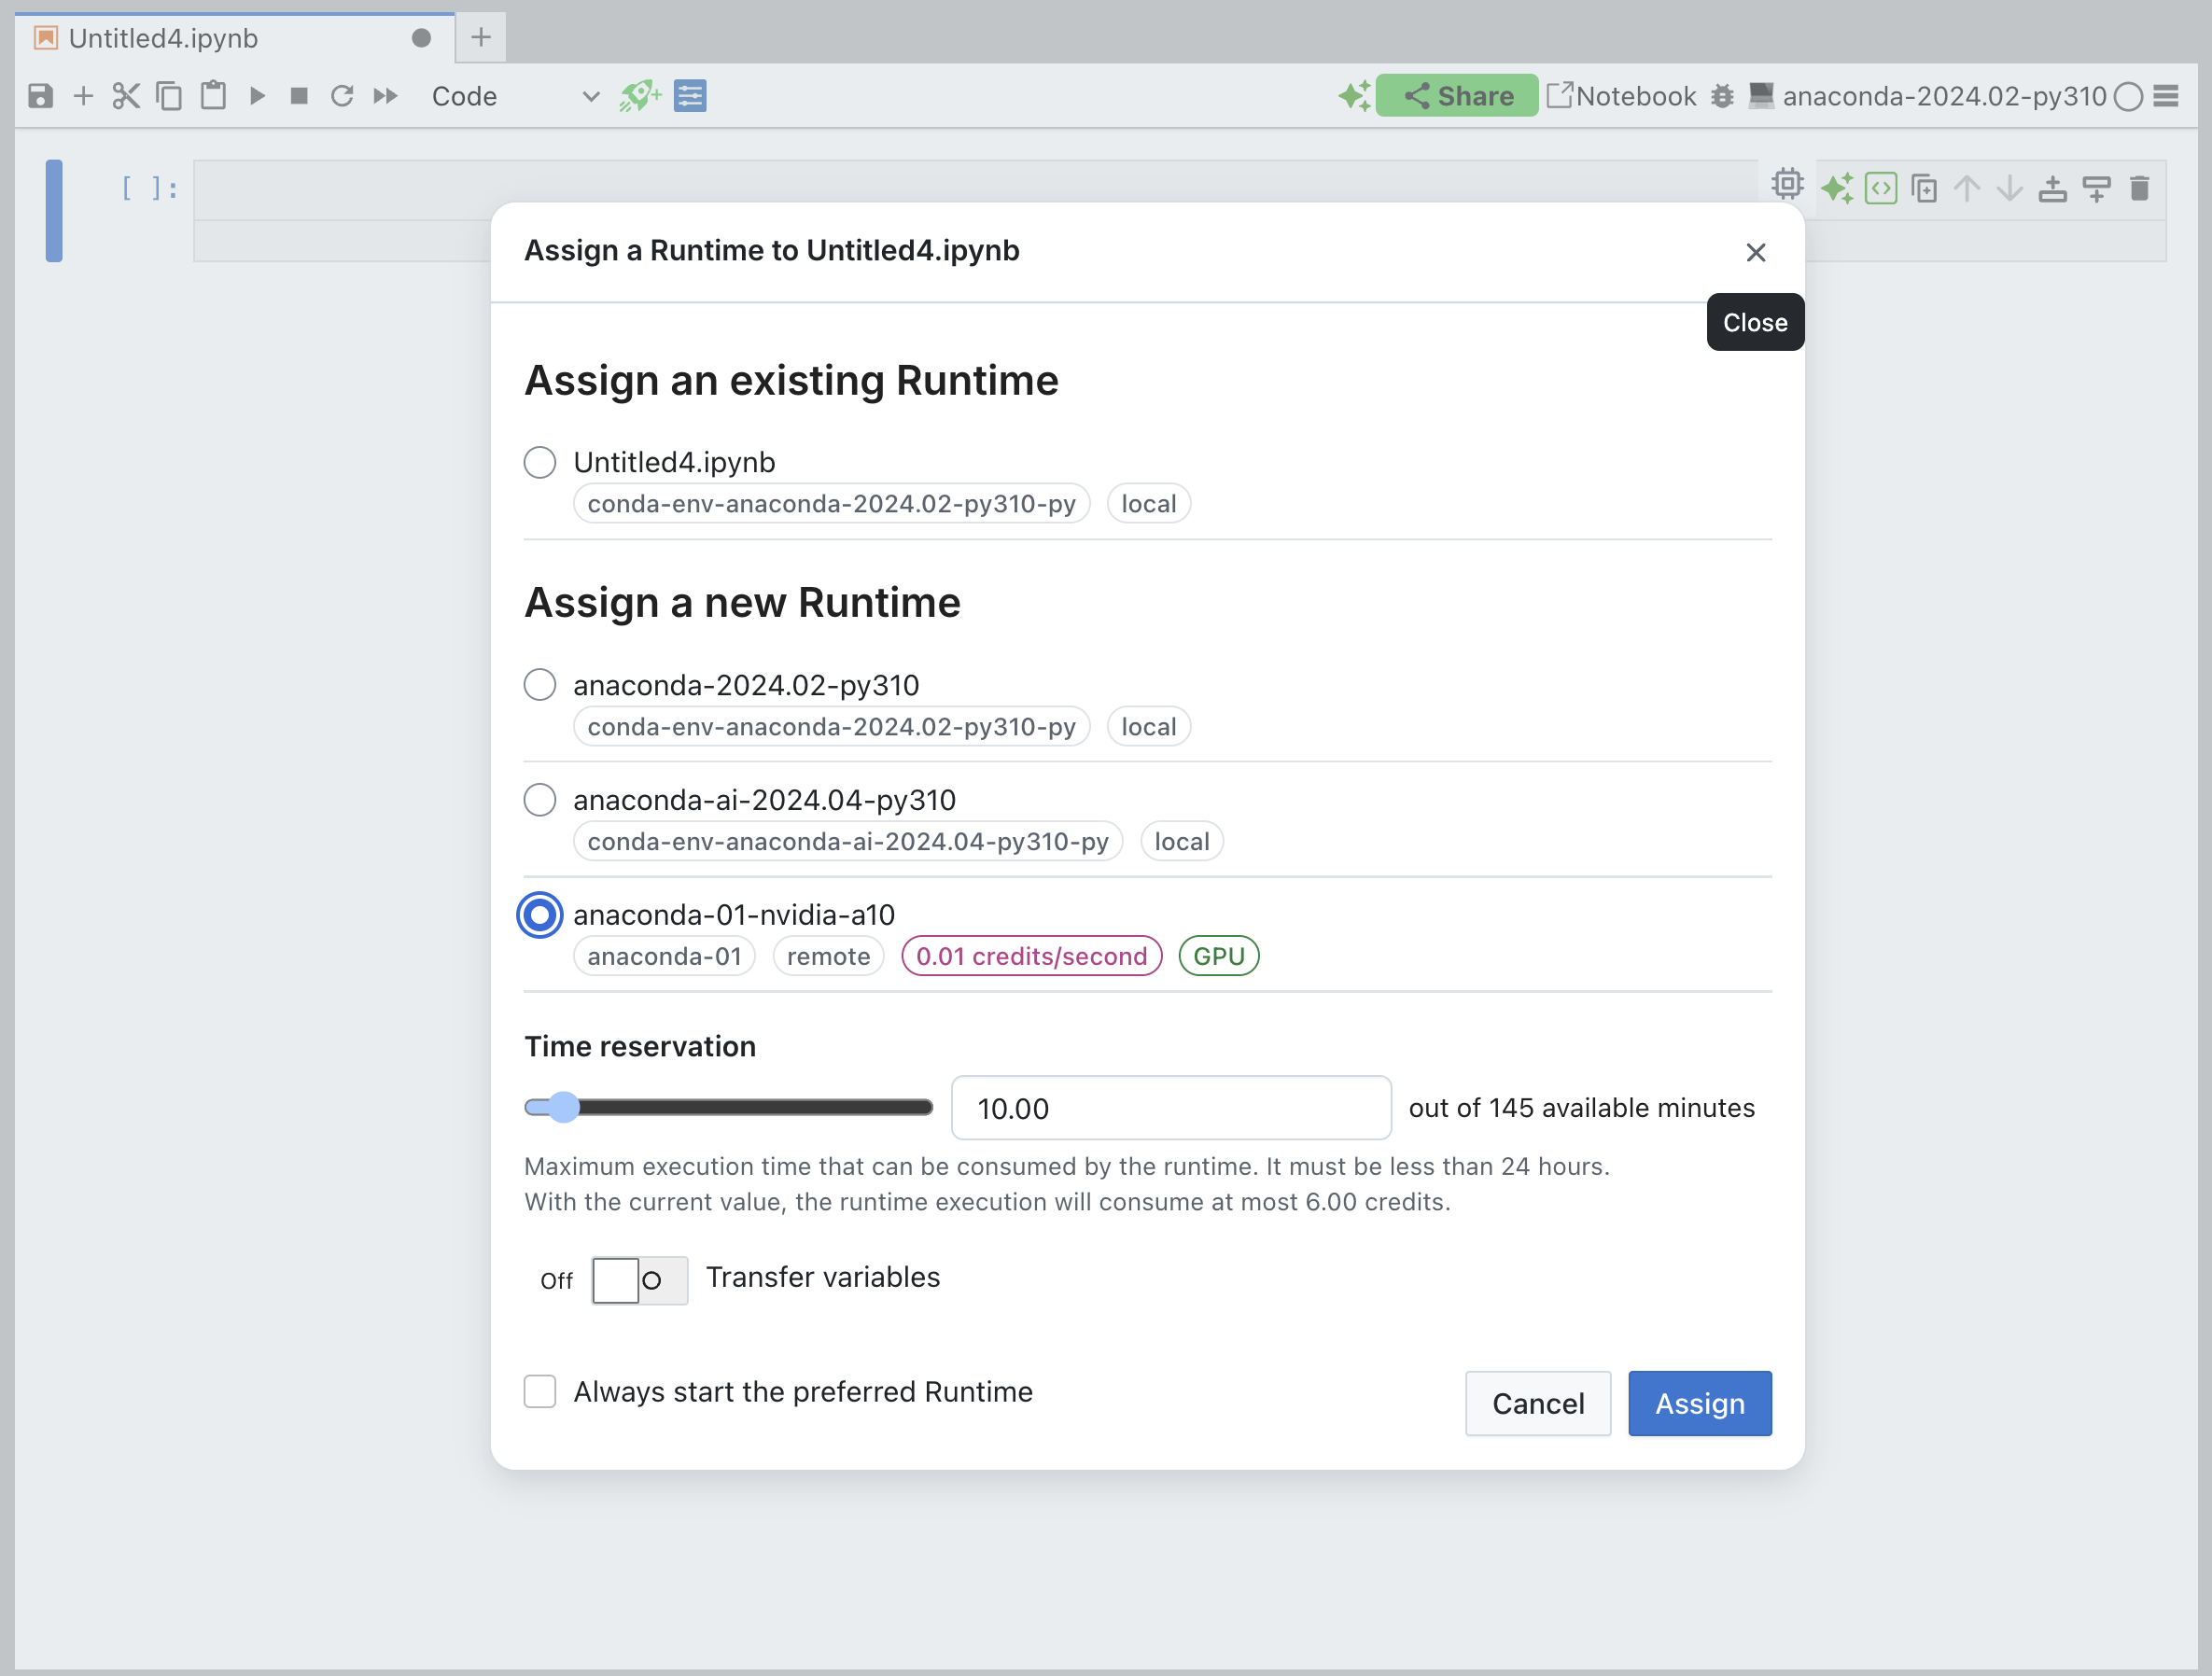 Untitled4.ipynb
Code
Share
Notebook
anaconda-2024.02-py310
[ ]:
Assign a Runtime to Untitled4.ipynb
Close
Assign an existing Runtime
Untitled4.ipynb
conda-env-anaconda-2024.02-py310-py local
Assign a new Runtime
anaconda-2024.02-py310
conda-env-anaconda-2024.02-py310-py local
anaconda-ai-2024.04-py310
conda-env-anaconda-ai-2024.04-py310-py local
anaconda-01-nvidia-a10
anaconda-01 remote 0.01 credits/second GPU
Time reservation
10.00 out of 145 available minutes
Maximum execution time that can be consumed by the runtime. It must be less than 24 hours.
With the current value, the runtime execution will consume at most 6.00 credits.
Off Transfer variables
Always start the preferred Runtime
Cancel Assign